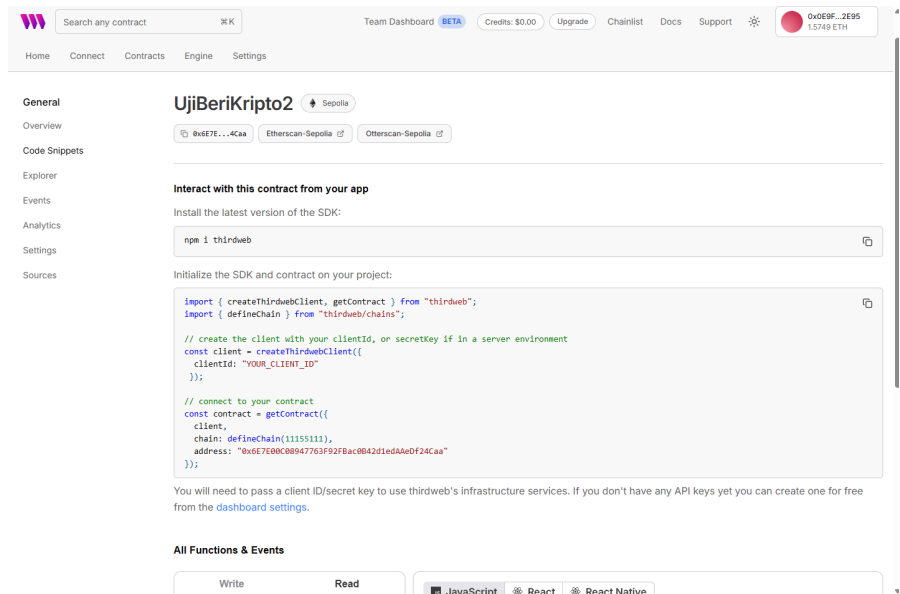 Search any contract ⌘K Team Dashboard BETA Credits: $0.00 Upgrade Chainlist Docs Support 0x0E9F...2E95
1.5749 ETH
Home Connect Contracts Engine Settings
General
Overview
Code Snippets
Explorer
Events
Analytics
Settings
Sources
UjiBeriKripto2 Sepolia
0x6E7E...4Caa Etherscan-Sepolia Otterscan-Sepolia
Interact with this contract from your app
Install the latest version of the SDK:
npm i thirdweb
Initialize the SDK and contract on your project:
import { createThirdwebClient, getContract } from "thirdweb";
import { defineChain } from "thirdweb/chains";
// create the client with your clientId, or secretKey if in a server environment
const client = createThirdwebClient({
clientId: "YOUR_CLIENT_ID"
});
// connect to your contract
const contract = getContract({
client,
chain: defineChain(11155111),
address: "0x6E7E00C08947763F92FBac0B42d1edAAeDf24Caa"
});
You will need to pass a client ID/secret key to use thirdweb's infrastructure services. If you don't have any API keys yet you can create one for free
from the dashboard settings.
All Functions & Events
Write Read
JavaScript React React Native